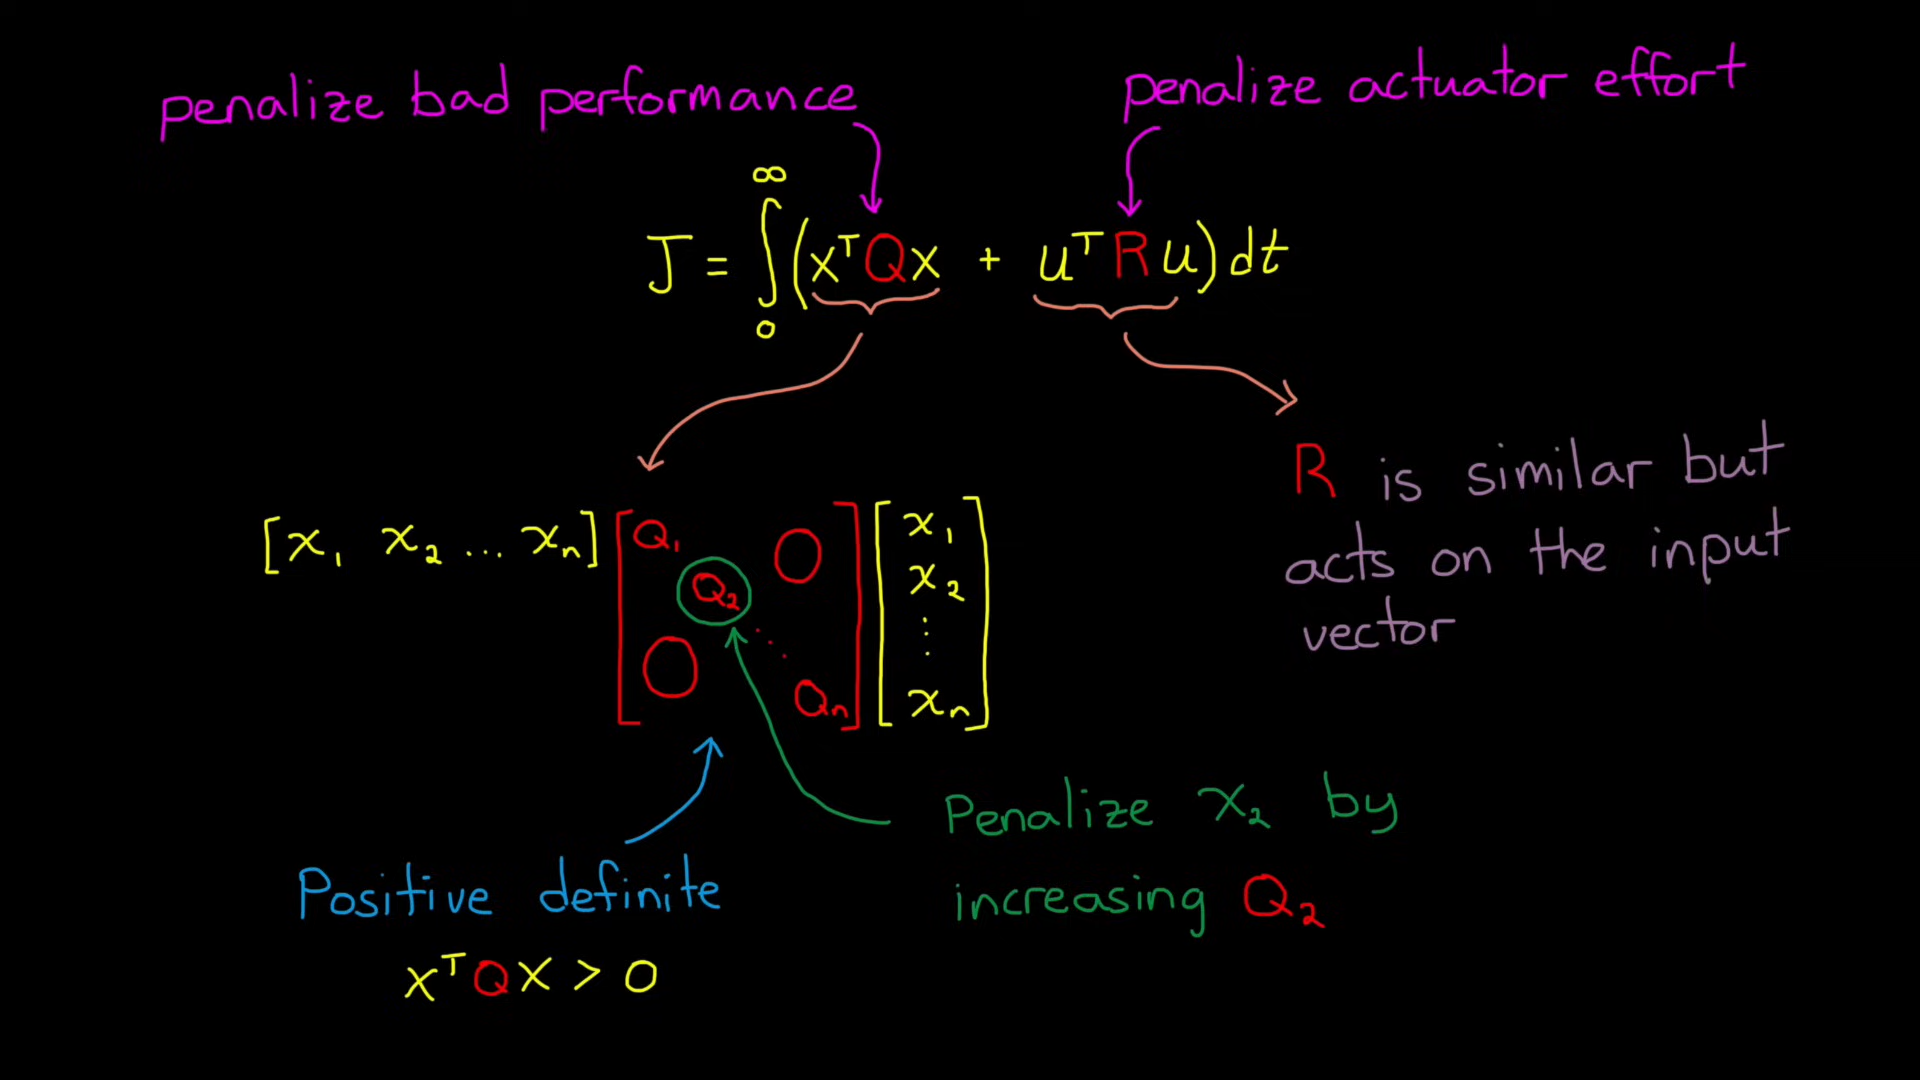 penalize bad performance
penalize actuator effort
J = ∫₀^∞ (xᵀQx + uᵀRu) dt
[x₁ x₂ ... xₙ] [Q₁ Q₂ ⋱ Qₙ 0 0] [x₁ x₂ ⋮ xₙ]
R is similar but
acts on the input
vector
Penalize x₂ by
increasing Q₂
Positive definite
xᵀQx > 0